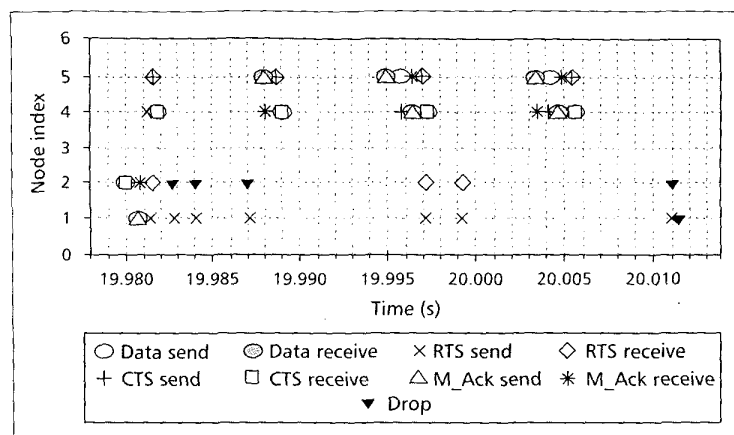 6
5
4
3
2
1
0
Node index
19.980 19.985 19.990 19.995 20.000 20.005 20.010
Time (s)
Data send Data receive RTS send RTS receive
CTS send CTS receive M_Ack send M_Ack receive
Drop